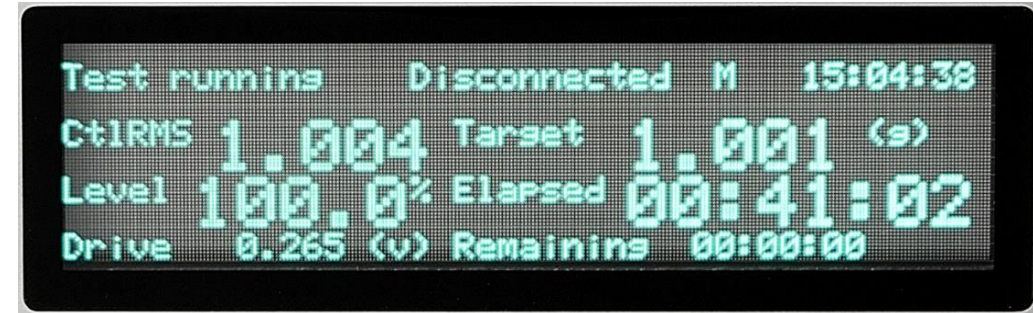 Test running Disconnected M 15:04:38
CtlRMS 1.004 Target 1.001 (g)
Level 100.0% Elapsed 00:41:02
Drive 0.265 (v) Remaining 00:00:00